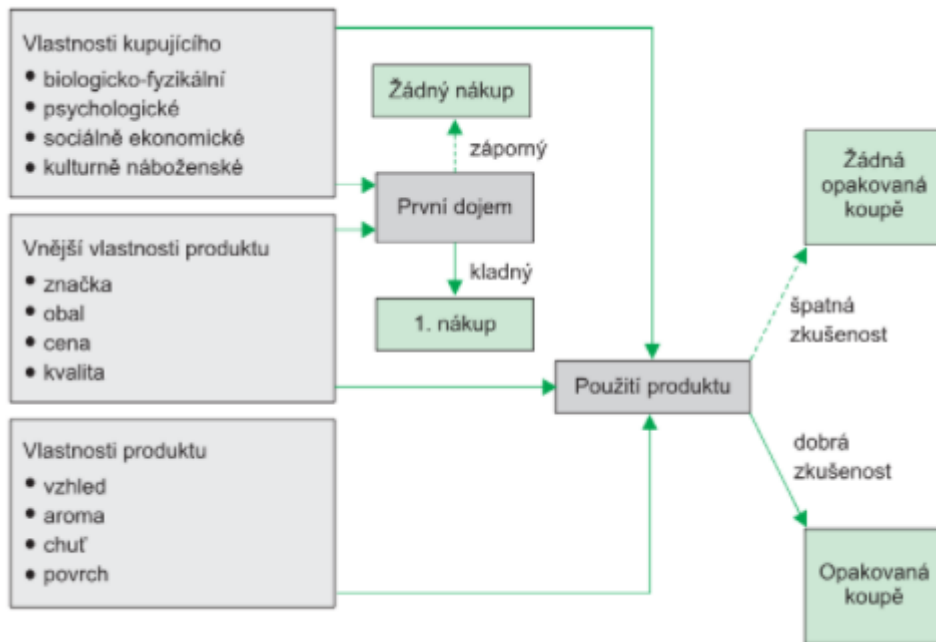 Vlastnosti kupujícího
• biologicko-fyzikální
• psychologické
• sociálně ekonomické
• kulturně náboženské
Vnější vlastnosti produktu
• značka
• obal
• cena
• kvalita
Vlastnosti produktu
• vzhled
• aroma
• chuť
• povrch
Žádný nákup
záporný
První dojem
kladný
1. nákup
Použití produktu
Žádná
opakovaná
koupě
špatná
zkušenost
dobrá
zkušenost
Opakovaná
koupě